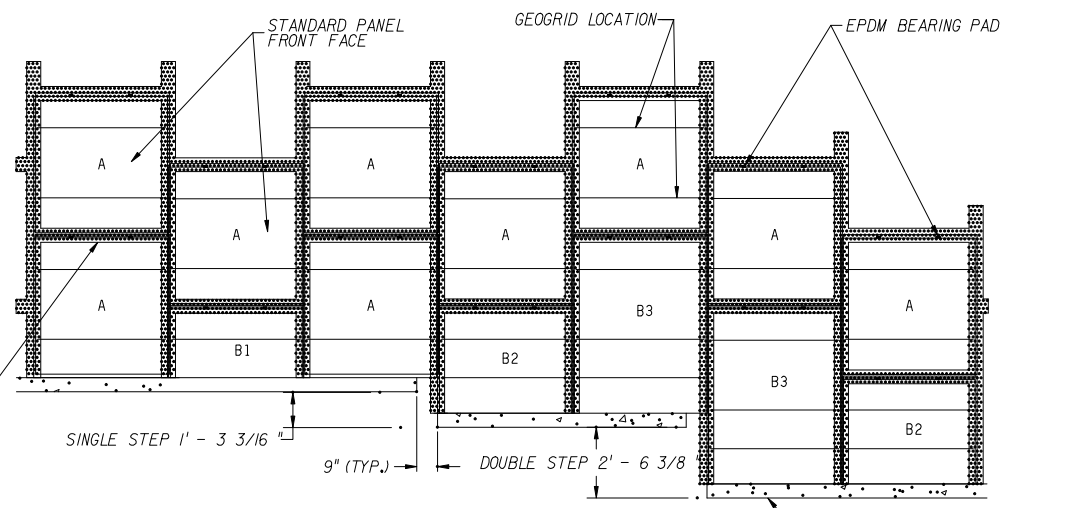 STANDARD PANEL
FRONT FACE
GEOGRID LOCATION
EPDM BEARING PAD
A
A
A
A
A
A
A
A
A
A
B3
B1
B2
B3
B2
SINGLE STEP 1' - 3 3/16 "
9" (TYP.)
DOUBLE STEP 2' - 6 3/8 "